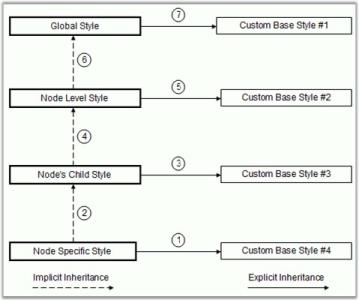 7
Global Style Custom Base Style #1
6
5
Node Level Style Custom Base Style #2
4
3
Node's Child Style Custom Base Style #3
2
1
Node Specific Style Custom Base Style #4
Implicit Inheritance Explicit Inheritance